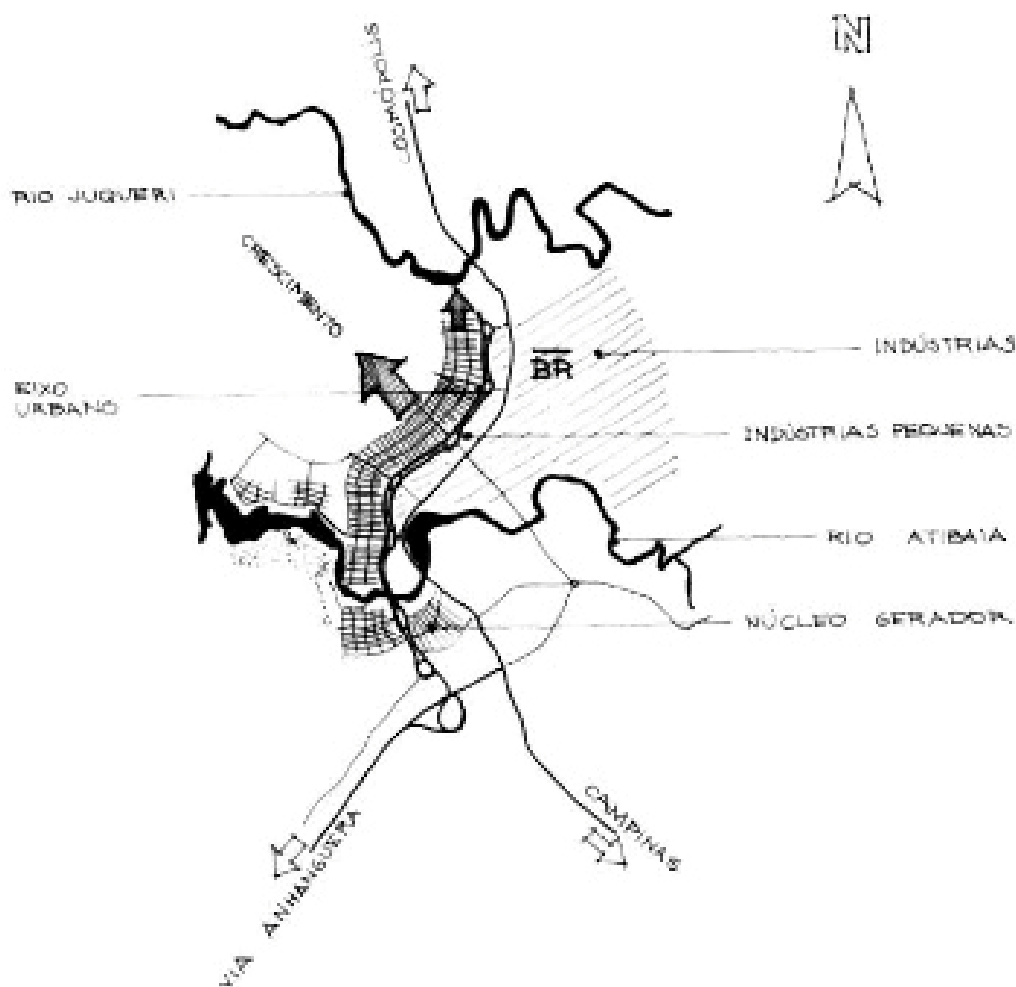 N
COSMÓPOLIS
RIO JUQUERI
CRESCIMENTO
INDÚSTRIAS
BR
EIXO
URBANO
INDÚSTRIAS PEQUENAS
RIO ATIBAIA
NÚCLEO GERADOR
CAMPINAS
VIA ANHANGUERA